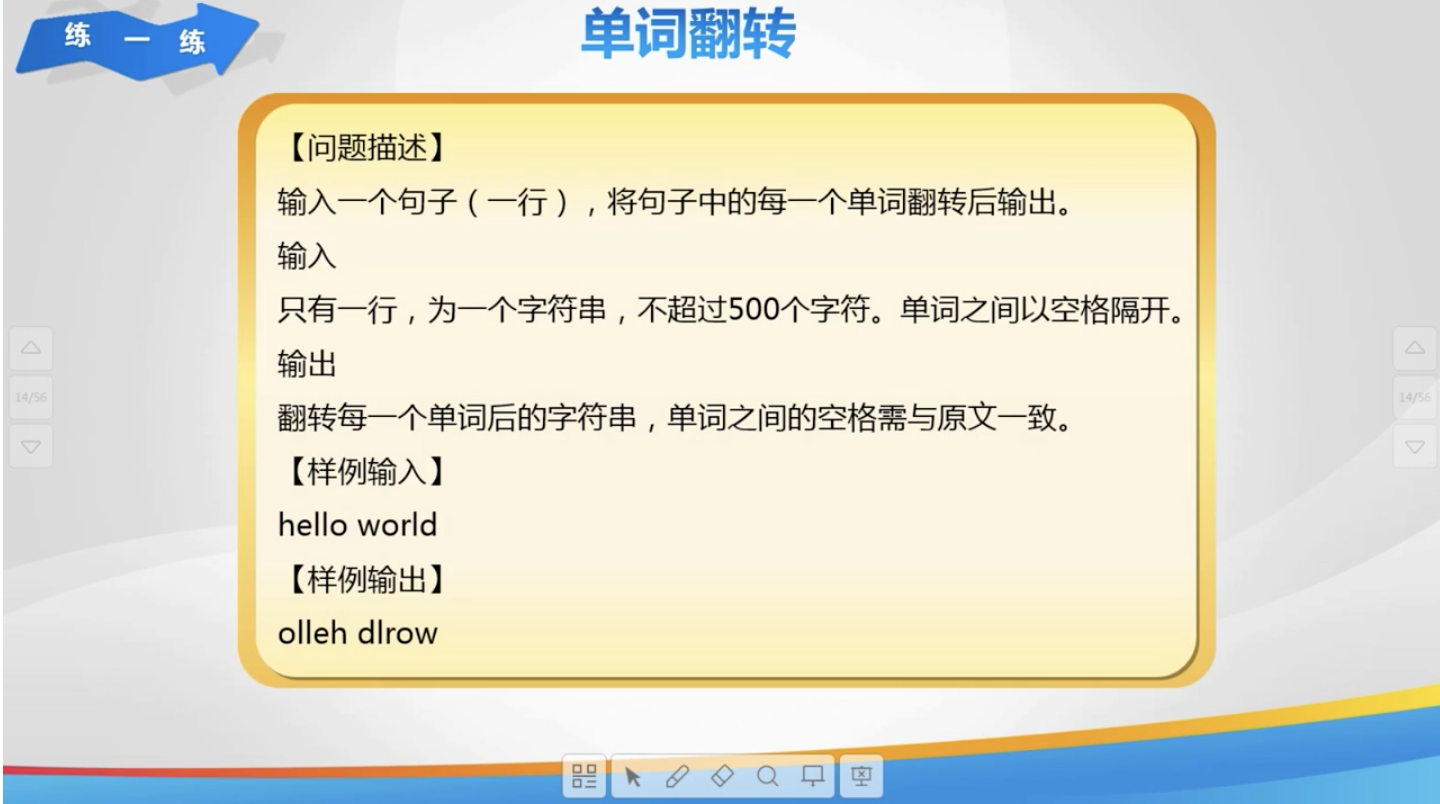 练一练
单词翻转
【问题描述】
输入一个句子（一行），将句子中的每一个单词翻转后输出。
输入
只有一行，为一个字符串，不超过500个字符。单词之间以空格隔开。
输出
翻转每一个单词后的字符串，单词之间的空格需与原文一致。
【样例输入】
hello world
【样例输出】
olleh dlrow
14/56
14/56